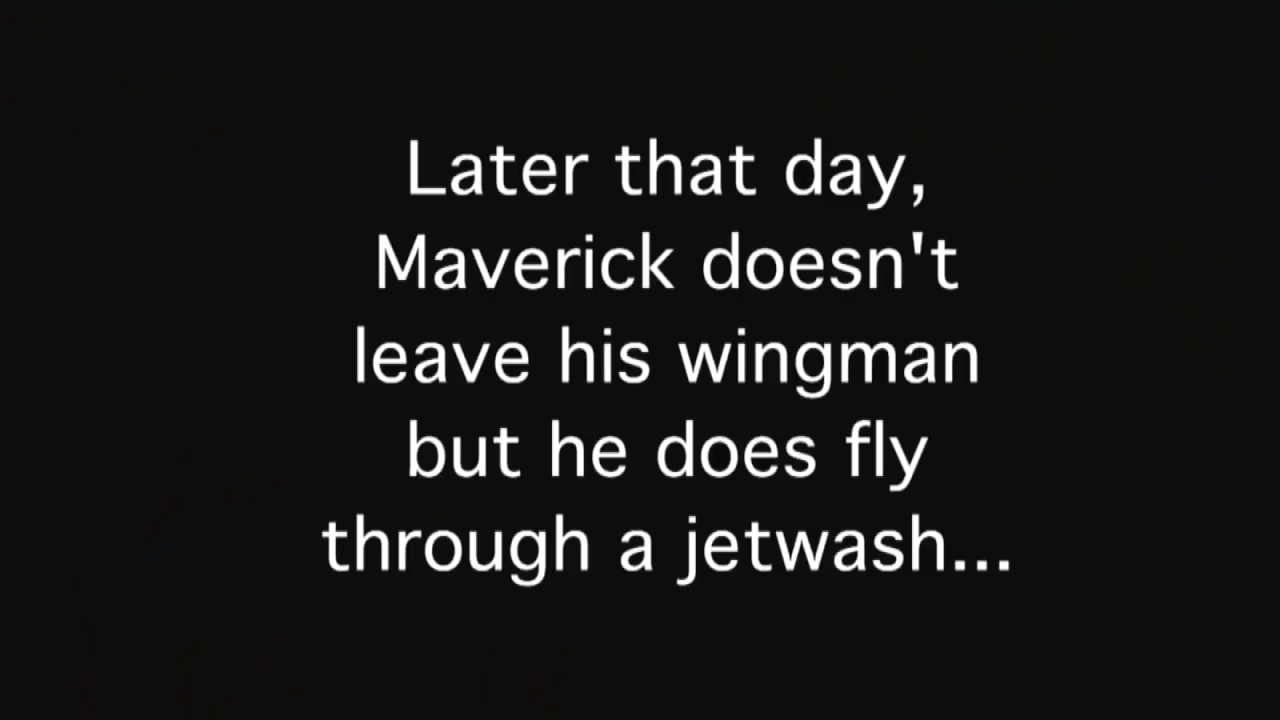 Later that day,
Maverick doesn't
leave his wingman
but he does fly
through a jetwash...